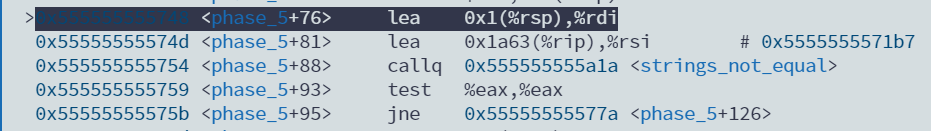 > <phase_5+76> lea 0x1(%rsp),%rdi
0x55555555574d <phase_5+81> lea 0x1a63(%rip),%rsi # 0x5555555571b7
0x555555555754 <phase_5+88> callq 0x555555555a1a <strings_not_equal>
0x555555555759 <phase_5+93> test %eax,%eax
0x55555555575b <phase_5+95> jne 0x55555555577a <phase_5+126>